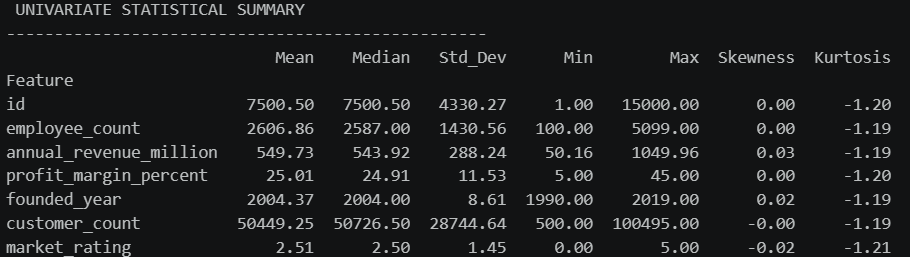 UNIVARIATE STATISTICAL SUMMARY
--------------------------------------------------
Mean Median Std_Dev Min Max Skewness Kurtosis
Feature
id 7500.50 7500.50 4330.27 1.00 15000.00 0.00 -1.20
employee_count 2606.86 2587.00 1430.56 100.00 5099.00 0.00 -1.19
annual_revenue_million 549.73 543.92 288.24 50.16 1049.96 0.03 -1.19
profit_margin_percent 25.01 24.91 11.53 5.00 45.00 0.00 -1.20
founded_year 2004.37 2004.00 8.61 1990.00 2019.00 0.02 -1.19
customer_count 50449.25 50726.50 28744.64 500.00 100495.00 -0.00 -1.19
market_rating 2.51 2.50 1.45 0.00 5.00 -0.02 -1.21